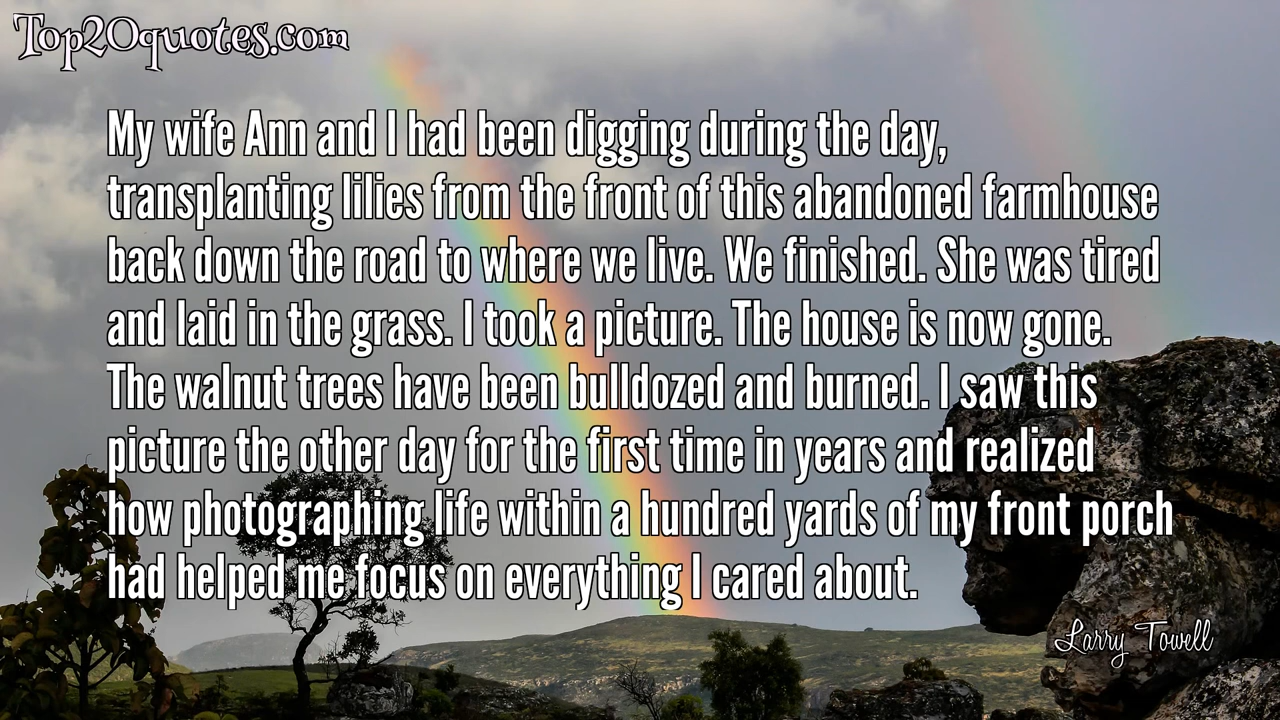 Top20quotes.com
My wife Ann and I had been digging during the day,
transplanting lilies from the front of this abandoned farmhouse
back down the road to where we live. We finished. She was tired
and laid in the grass. I took a picture. The house is now gone.
The walnut trees have been bulldozed and burned. I saw this
picture the other day for the first time in years and realized
how photographing life within a hundred yards of my front porch
had helped me focus on everything I cared about.
Larry Towell